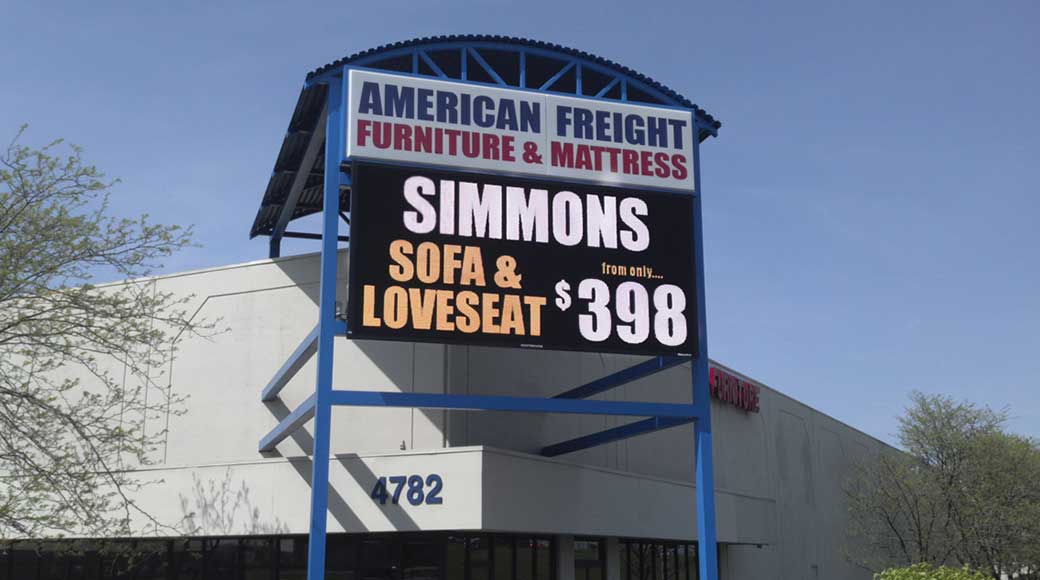 AMERICAN FREIGHT
FURNITURE & MATTRESS
SIMMONS
SOFA &
LOVESEAT
from only....
$398
FURNITURE
4782